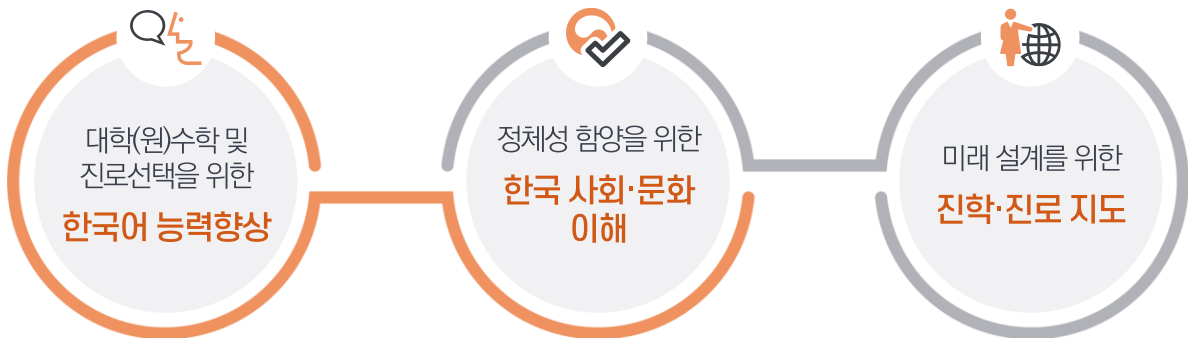 대학(원)수학 및
진로선택을 위한
한국어 능력향상
정체성 함양을 위한
한국 사회·문화
이해
미래 설계를 위한
진학·진로 지도